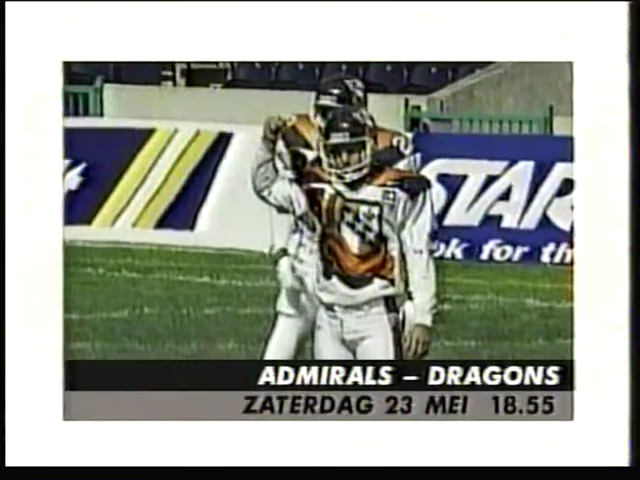 STAR
ok for th
ADMIRALS – DRAGONS
ZATERDAG 23 MEI 18.55